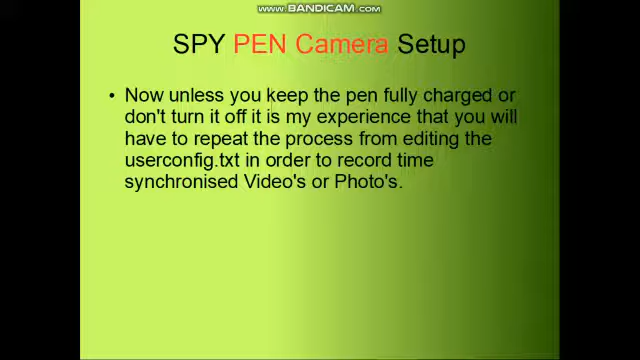 www.BANDICAM.com
SPY PEN Camera Setup
• Now unless you keep the pen fully charged or
don't turn it off it is my experience that you will
have to repeat the process from editing the
userconfig.txt in order to record time
synchronised Video's or Photo's.